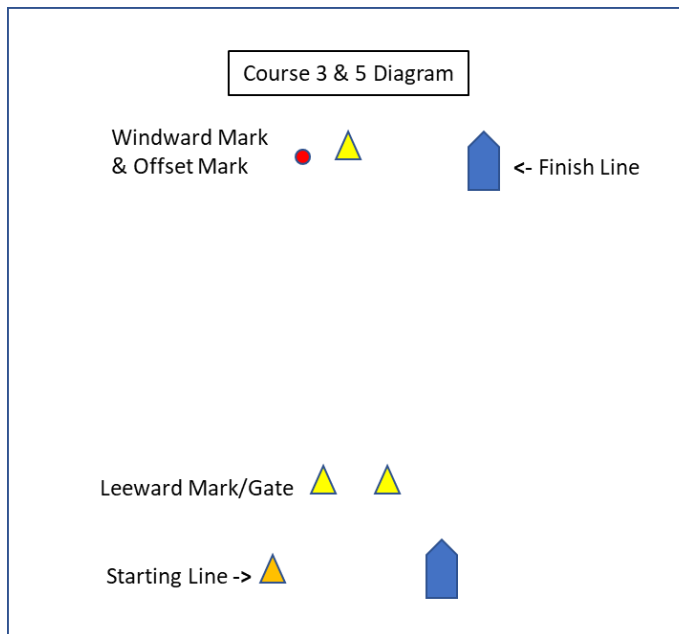 Course 3 & 5 Diagram
Windward Mark
& Offset Mark
<- Finish Line
Leeward Mark/Gate
Starting Line ->